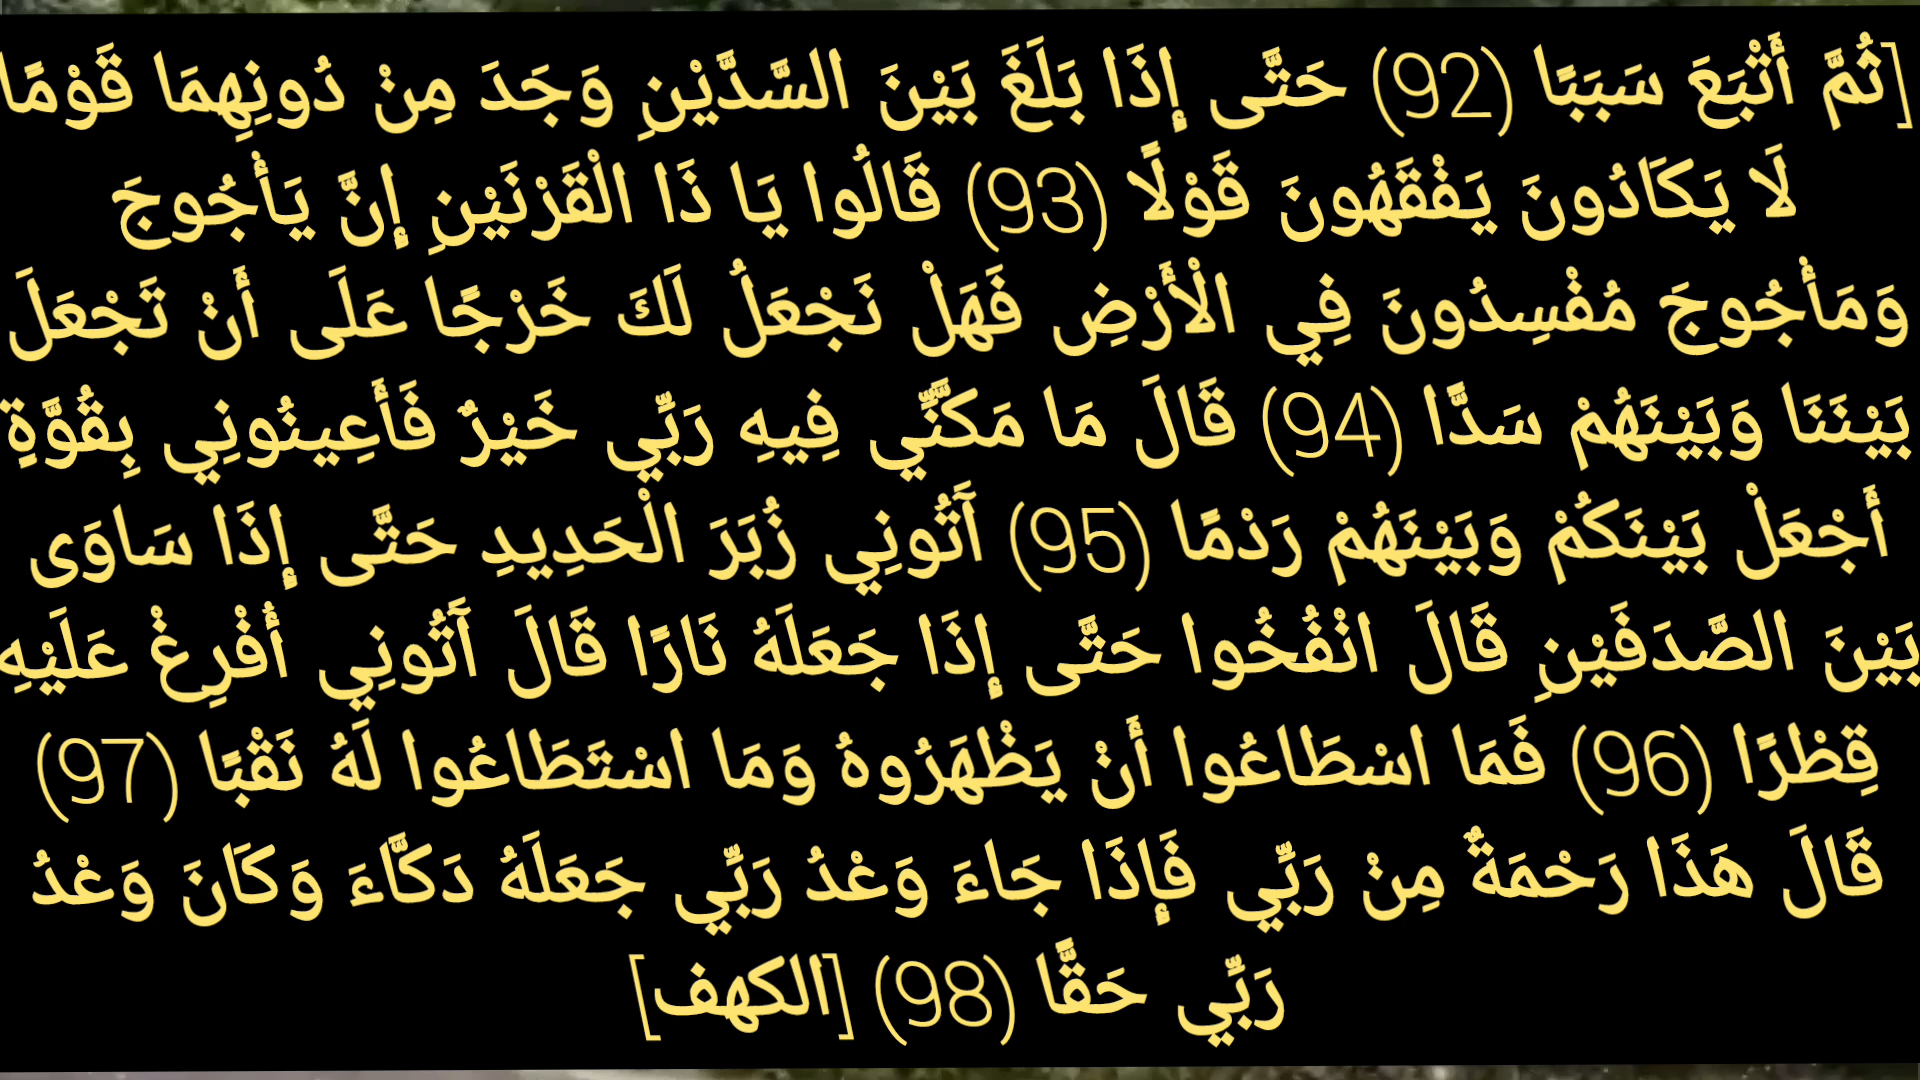 [ثُمَّ أَتْبَعَ سَبَبًا (92) حَتَّى إِذَا بَلَغَ بَيْنَ السَّدَّيْنِ وَجَدَ مِنْ دُونِهِمَا قَوْمًا
لَا يَكَادُونَ يَفْقَهُونَ قَوْلًا (93) قَالُوا يَا ذَا الْقَرْنَيْنِ إِنَّ يَأْجُوجَ
وَمَأْجُوجَ مُفْسِدُونَ فِي الْأَرْضِ فَهَلْ نَجْعَلُ لَكَ خَرْجًا عَلَى أَنْ تَجْعَلَ
بَيْنَنَا وَبَيْنَهُمْ سَدًّا (94) قَالَ مَا مَكَّنِّي فِيهِ رَبِّي خَيْرٌ فَأَعِينُونِي بِقُوَّةٍ
أَجْعَلْ بَيْنَكُمْ وَبَيْنَهُمْ رَدْمًا (95) آتُونِي زُبَرَ الْحَدِيدِ حَتَّى إِذَا سَاوَى
بَيْنَ الصَّدَفَيْنِ قَالَ انْفُخُوا حَتَّى إِذَا جَعَلَهُ نَارًا قَالَ آتُونِي أُفْرِغْ عَلَيْهِ
قِطْرًا (96) فَمَا اسْطَاعُوا أَنْ يَظْهَرُوهُ وَمَا اسْتَطَاعُوا لَهُ نَقْبًا (97)
قَالَ هَذَا رَحْمَةٌ مِنْ رَبِّي فَإِذَا جَاءَ وَعْدُ رَبِّي جَعَلَهُ دَكَّاءَ وَكَانَ وَعْدُ
رَبِّي حَقًّا (98) [الكهف]